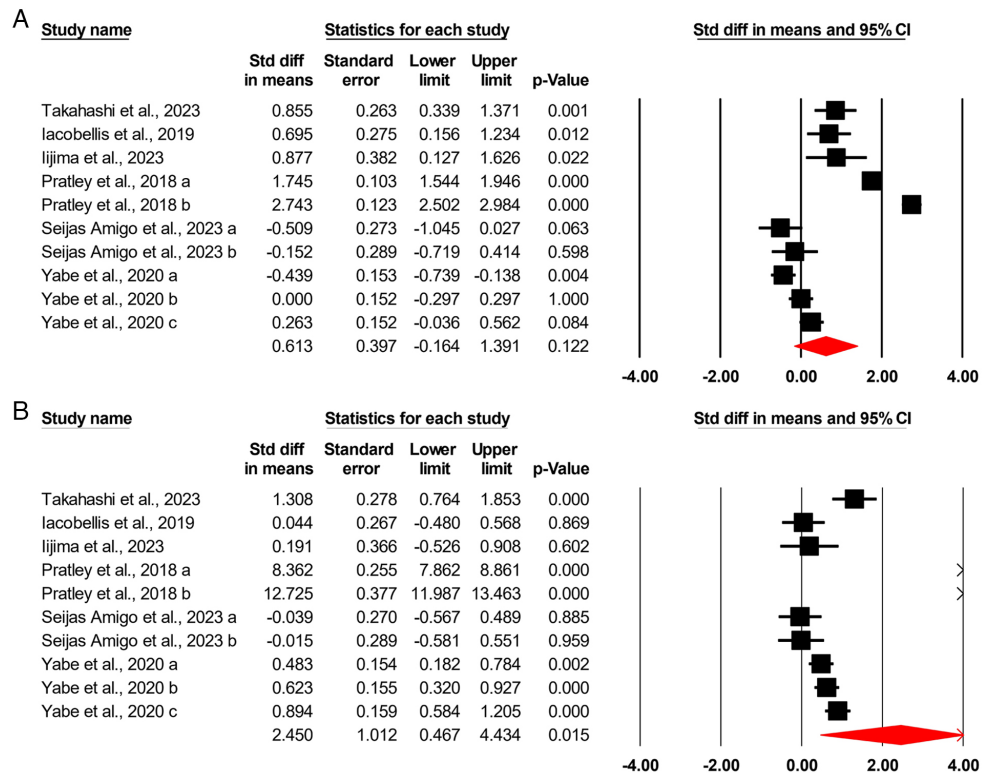 A
Study name Statistics for each study Std diff in means and 95% CI
Std diff Standard Lower Upper
in means error limit limit p-Value
Takahashi et al., 2023 0.855 0.263 0.339 1.371 0.001
Iacobellis et al., 2019 0.695 0.275 0.156 1.234 0.012
Iijima et al., 2023 0.877 0.382 0.127 1.626 0.022
Pratley et al., 2018 a 1.745 0.103 1.544 1.946 0.000
Pratley et al., 2018 b 2.743 0.123 2.502 2.984 0.000
Seijas Amigo et al., 2023 a -0.509 0.273 -1.045 0.027 0.063
Seijas Amigo et al., 2023 b -0.152 0.289 -0.719 0.414 0.598
Yabe et al., 2020 a -0.439 0.153 -0.739 -0.138 0.004
Yabe et al., 2020 b 0.000 0.152 -0.297 0.297 1.000
Yabe et al., 2020 c 0.263 0.152 -0.036 0.562 0.084
0.613 0.397 -0.164 1.391 0.122
-4.00 -2.00 0.00 2.00 4.00
B
Study name Statistics for each study Std diff in means and 95% CI
Std diff Standard Lower Upper
in means error limit limit p-Value
Takahashi et al., 2023 1.308 0.278 0.764 1.853 0.000
Iacobellis et al., 2019 0.044 0.267 -0.480 0.568 0.869
Iijima et al., 2023 0.191 0.366 -0.526 0.908 0.602
Pratley et al., 2018 a 8.362 0.255 7.862 8.861 0.000
Pratley et al., 2018 b 12.725 0.377 11.987 13.463 0.000
Seijas Amigo et al., 2023 a -0.039 0.270 -0.567 0.489 0.885
Seijas Amigo et al., 2023 b -0.015 0.289 -0.581 0.551 0.959
Yabe et al., 2020 a 0.483 0.154 0.182 0.784 0.002
Yabe et al., 2020 b 0.623 0.155 0.320 0.927 0.000
Yabe et al., 2020 c 0.894 0.159 0.584 1.205 0.000
2.450 1.012 0.467 4.434 0.015
-4.00 -2.00 0.00 2.00 4.00